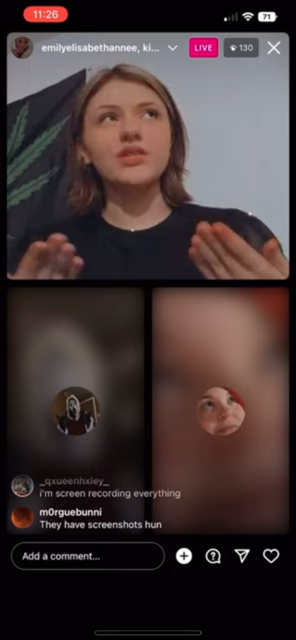 11:26
71
emilyelisabethannee, ki...
LIVE
130
_qxueenhxley_
i'm screen recording everything
m0rguebunni
They have screenshots hun
Add a comment...